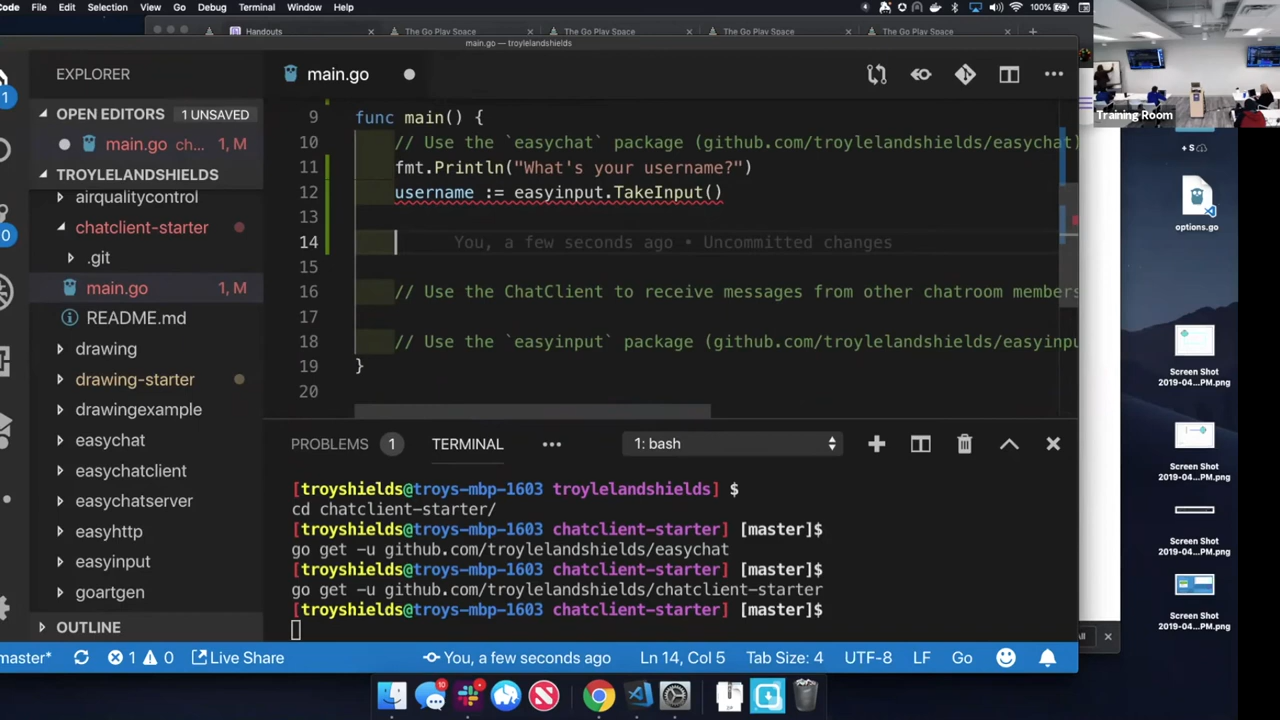 Code File Edit Selection View Go Debug Terminal Window Help 100%
Handouts The Go Play Space The Go Play Space The Go Play Space The Go Play Space
main.go — troylelandshields
EXPLORER
main.go
OPEN EDITORS 1 UNSAVED
main.go ch... 1, M
TROYLELANDSHIELDS
airqualitycontrol
chatclient-starter
.git
main.go 1, M
README.md
drawing
drawing-starter
drawingexample
easychat
easychatclient
easychatserver
easyhttp
easyinput
goartgen
OUTLINE
9 func main() {
10 // Use the `easychat` package (github.com/troylelandshields/easychat)
11 fmt.Println("What's your username?")
12 username := easyinput.TakeInput()
13
14 You, a few seconds ago • Uncommitted changes
15
16 // Use the ChatClient to receive messages from other chatroom members
17
18 // Use the `easyinput` package (github.com/troylelandshields/easyinpu
19 }
20
PROBLEMS 1 TERMINAL ••• 1: bash
[troyshields@troys-mbp-1603 troylelandshields] $
cd chatclient-starter/
[troyshields@troys-mbp-1603 chatclient-starter] [master]$
go get -u github.com/troylelandshields/easychat
[troyshields@troys-mbp-1603 chatclient-starter] [master]$
go get -u github.com/troylelandshields/chatclient-starter
[troyshields@troys-mbp-1603 chatclient-starter] [master]$
master* 1 0 Live Share You, a few seconds ago Ln 14, Col 5 Tab Size: 4 UTF-8 LF Go
Training Room
+ S
options.go
Screen Shot
2019-04...PM.png
Screen Shot
2019-04...PM.png
Screen Shot
2019-04...PM.png
Screen Shot
2019-04...PM.png